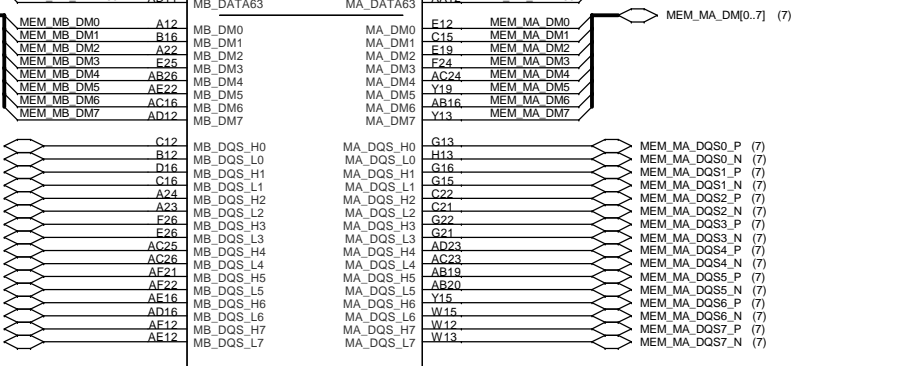 MB_DATA63 MA_DATA63
MEM_MB_DM0 A12 MB_DM0 MA_DM0 E12 MEM_MA_DM0 MEM_MA_DM[0..7] (7)
MEM_MB_DM1 B16 MB_DM1 MA_DM1 C15 MEM_MA_DM1
MEM_MB_DM2 A22 MB_DM2 MA_DM2 E19 MEM_MA_DM2
MEM_MB_DM3 E25 MB_DM3 MA_DM3 F24 MEM_MA_DM3
MEM_MB_DM4 AB26 MB_DM4 MA_DM4 AC24 MEM_MA_DM4
MEM_MB_DM5 AE22 MB_DM5 MA_DM5 Y19 MEM_MA_DM5
MEM_MB_DM6 AC16 MB_DM6 MA_DM6 AB16 MEM_MA_DM6
MEM_MB_DM7 AD12 MB_DM7 MA_DM7 Y13 MEM_MA_DM7
C12 MB_DQS_H0 MA_DQS_H0 G13 MEM_MA_DQS0_P (7)
B12 MB_DQS_L0 MA_DQS_L0 H13 MEM_MA_DQS0_N (7)
D16 MB_DQS_H1 MA_DQS_H1 G16 MEM_MA_DQS1_P (7)
C16 MB_DQS_L1 MA_DQS_L1 G15 MEM_MA_DQS1_N (7)
A24 MB_DQS_H2 MA_DQS_H2 C22 MEM_MA_DQS2_P (7)
A23 MB_DQS_L2 MA_DQS_L2 C21 MEM_MA_DQS2_N (7)
F26 MB_DQS_H3 MA_DQS_H3 G22 MEM_MA_DQS3_P (7)
E26 MB_DQS_L3 MA_DQS_L3 G21 MEM_MA_DQS3_N (7)
AC25 MB_DQS_H4 MA_DQS_H4 AD23 MEM_MA_DQS4_P (7)
AC26 MB_DQS_L4 MA_DQS_L4 AC23 MEM_MA_DQS4_N (7)
AF21 MB_DQS_H5 MA_DQS_H5 AB19 MEM_MA_DQS5_P (7)
AF22 MB_DQS_L5 MA_DQS_L5 AB20 MEM_MA_DQS5_N (7)
AE16 MB_DQS_H6 MA_DQS_H6 Y15 MEM_MA_DQS6_P (7)
AD16 MB_DQS_L6 MA_DQS_L6 W15 MEM_MA_DQS6_N (7)
AF12 MB_DQS_H7 MA_DQS_H7 W12 MEM_MA_DQS7_P (7)
AE12 MB_DQS_L7 MA_DQS_L7 W13 MEM_MA_DQS7_N (7)